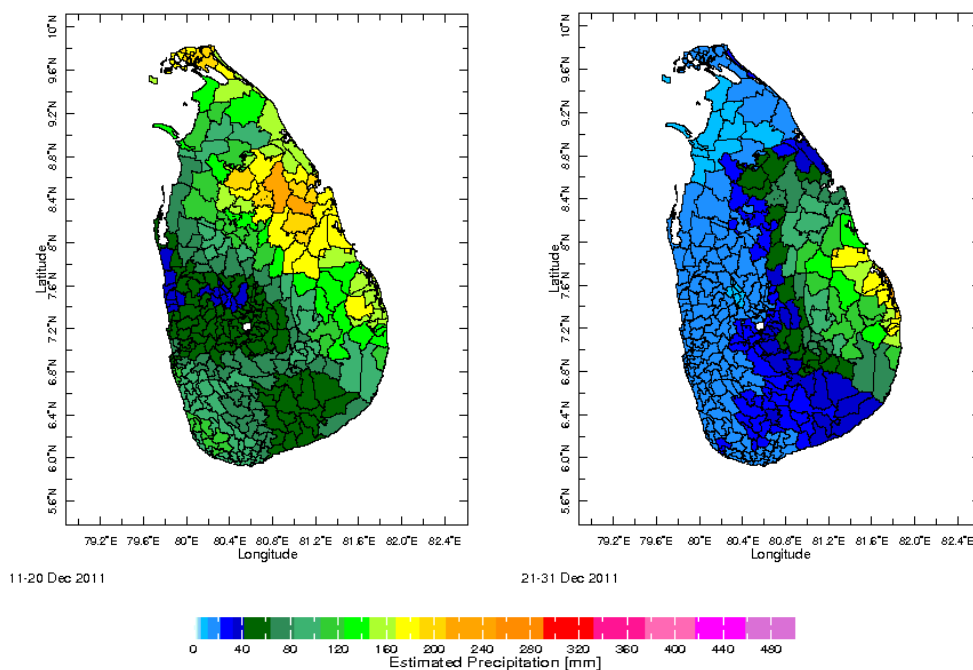 10°N
9.6°N
9.2°N
8.8°N
8.4°N
8°N
7.6°N
7.2°N
6.8°N
6.4°N
6.0°N
5.6°N
Latitude
79.2°E 79.6°E 80°E 80.4°E 80.8°E 81.2°E 81.6°E 82.0°E 82.4°E
Longitude
11-20 Dec 2011
10°N
9.6°N
9.2°N
8.8°N
8.4°N
8°N
7.6°N
7.2°N
6.8°N
6.4°N
6.0°N
5.6°N
Latitude
79.2°E 79.6°E 80°E 80.4°E 80.8°E 81.2°E 81.6°E 82.0°E 82.4°E
Longitude
21-31 Dec 2011
0 40 80 120 160 200 240 280 320 360 400 440 480
Estimated Precipitation [mm]